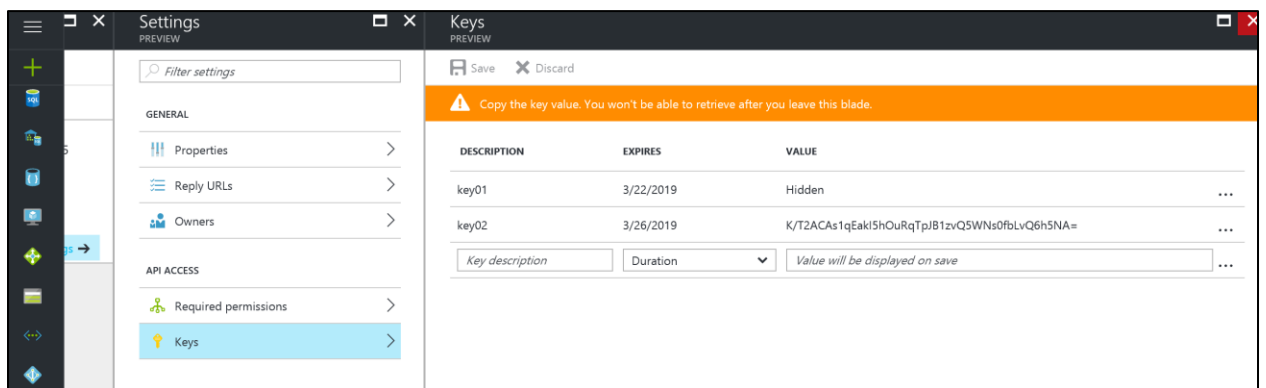 Settings
PREVIEW
Filter settings
GENERAL
Properties
Reply URLs
Owners
API ACCESS
Required permissions
Keys
Keys
PREVIEW
Save Discard
Copy the key value. You won't be able to retrieve after you leave this blade.
DESCRIPTION EXPIRES VALUE
key01 3/22/2019 Hidden ...
key02 3/26/2019 K/T2ACAs1qEakI5hOuRqTpJB1zvQ5WNs0fbLvQ6h5NA= ...
Key description Duration Value will be displayed on save ...
SQL